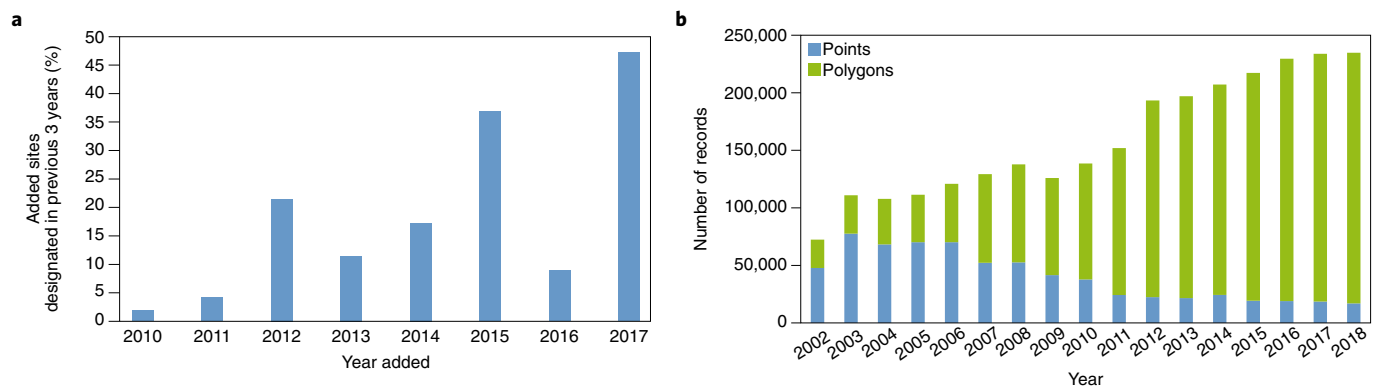 a
Added sites
designated in previous 3 years (%)
50
45
40
35
30
25
20
15
10
5
0
2010 2011 2012 2013 2014 2015 2016 2017
Year added
b
Number of records
250,000
200,000
150,000
100,000
50,000
0
Points
Polygons
2002 2003 2004 2005 2006 2007 2008 2009 2010 2011 2012 2013 2014 2015 2016 2017 2018
Year